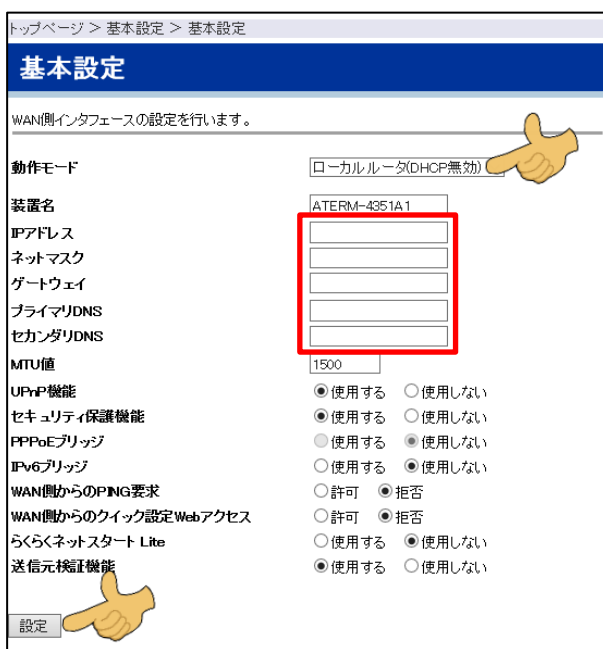 トップページ > 基本設定 > 基本設定
基本設定
WAN側インタフェースの設定を行います。
動作モード ローカルルータ(DHCP無効)
装置名 ATERM-4351A1
IPアドレス
ネットマスク
ゲートウェイ
プライマリDNS
セカンダリDNS
MTU値 1500
UPnP機能 使用する 使用しない
セキュリティ保護機能 使用する 使用しない
PPPoEブリッジ 使用する 使用しない
IPv6ブリッジ 使用する 使用しない
WAN側からのPING要求 許可 拒否
WAN側からのクイック設定Webアクセス 許可 拒否
らくらくネットスタート Lite 使用する 使用しない
送信元検証機能 使用する 使用しない
設定